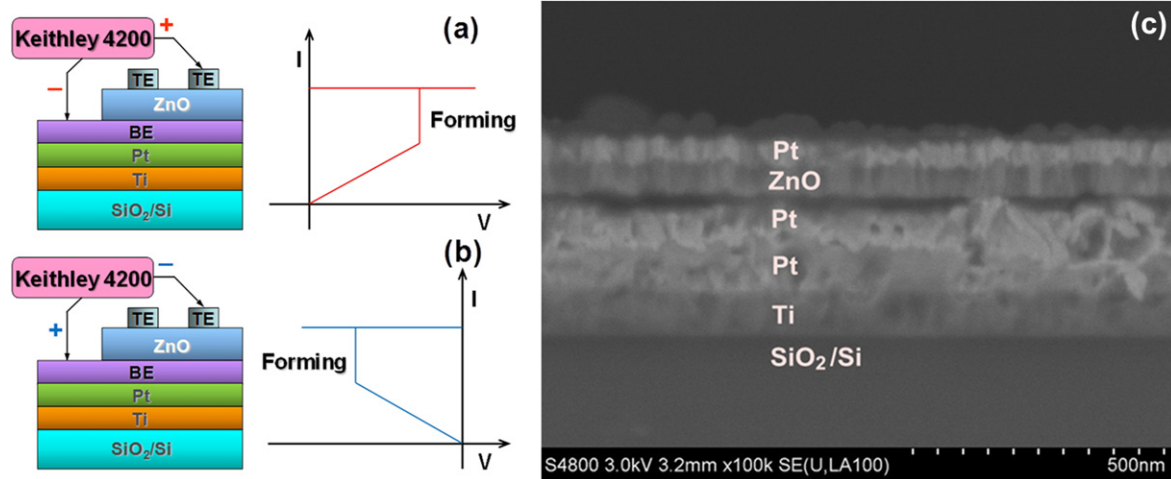 (a)
Keithley 4200
+
−
TE TE
ZnO
BE
Pt
Ti
SiO₂/Si
I
Forming
V
(b)
Keithley 4200
−
+
TE TE
ZnO
BE
Pt
Ti
SiO₂/Si
I
Forming
V
(c)
Pt
ZnO
Pt
Pt
Ti
SiO₂/Si
S4800 3.0kV 3.2mm x100k SE(U,LA100) 500nm